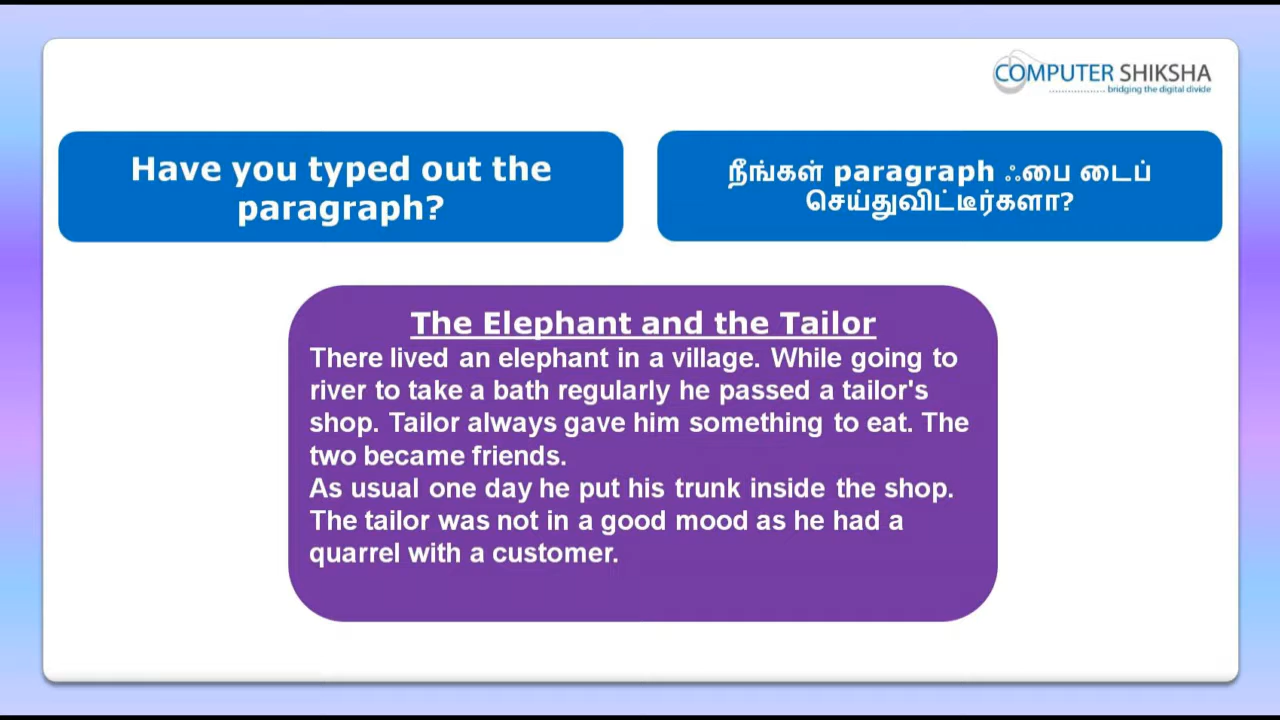 COMPUTER SHIKSHA
bridging the digital divide
Have you typed out the
paragraph?
நீங்கள் paragraph ஃபை டைப்
செய்துவிட்டீர்களா?
The Elephant and the Tailor
There lived an elephant in a village. While going to
river to take a bath regularly he passed a tailor's
shop. Tailor always gave him something to eat. The
two became friends.
As usual one day he put his trunk inside the shop.
The tailor was not in a good mood as he had a
quarrel with a customer.